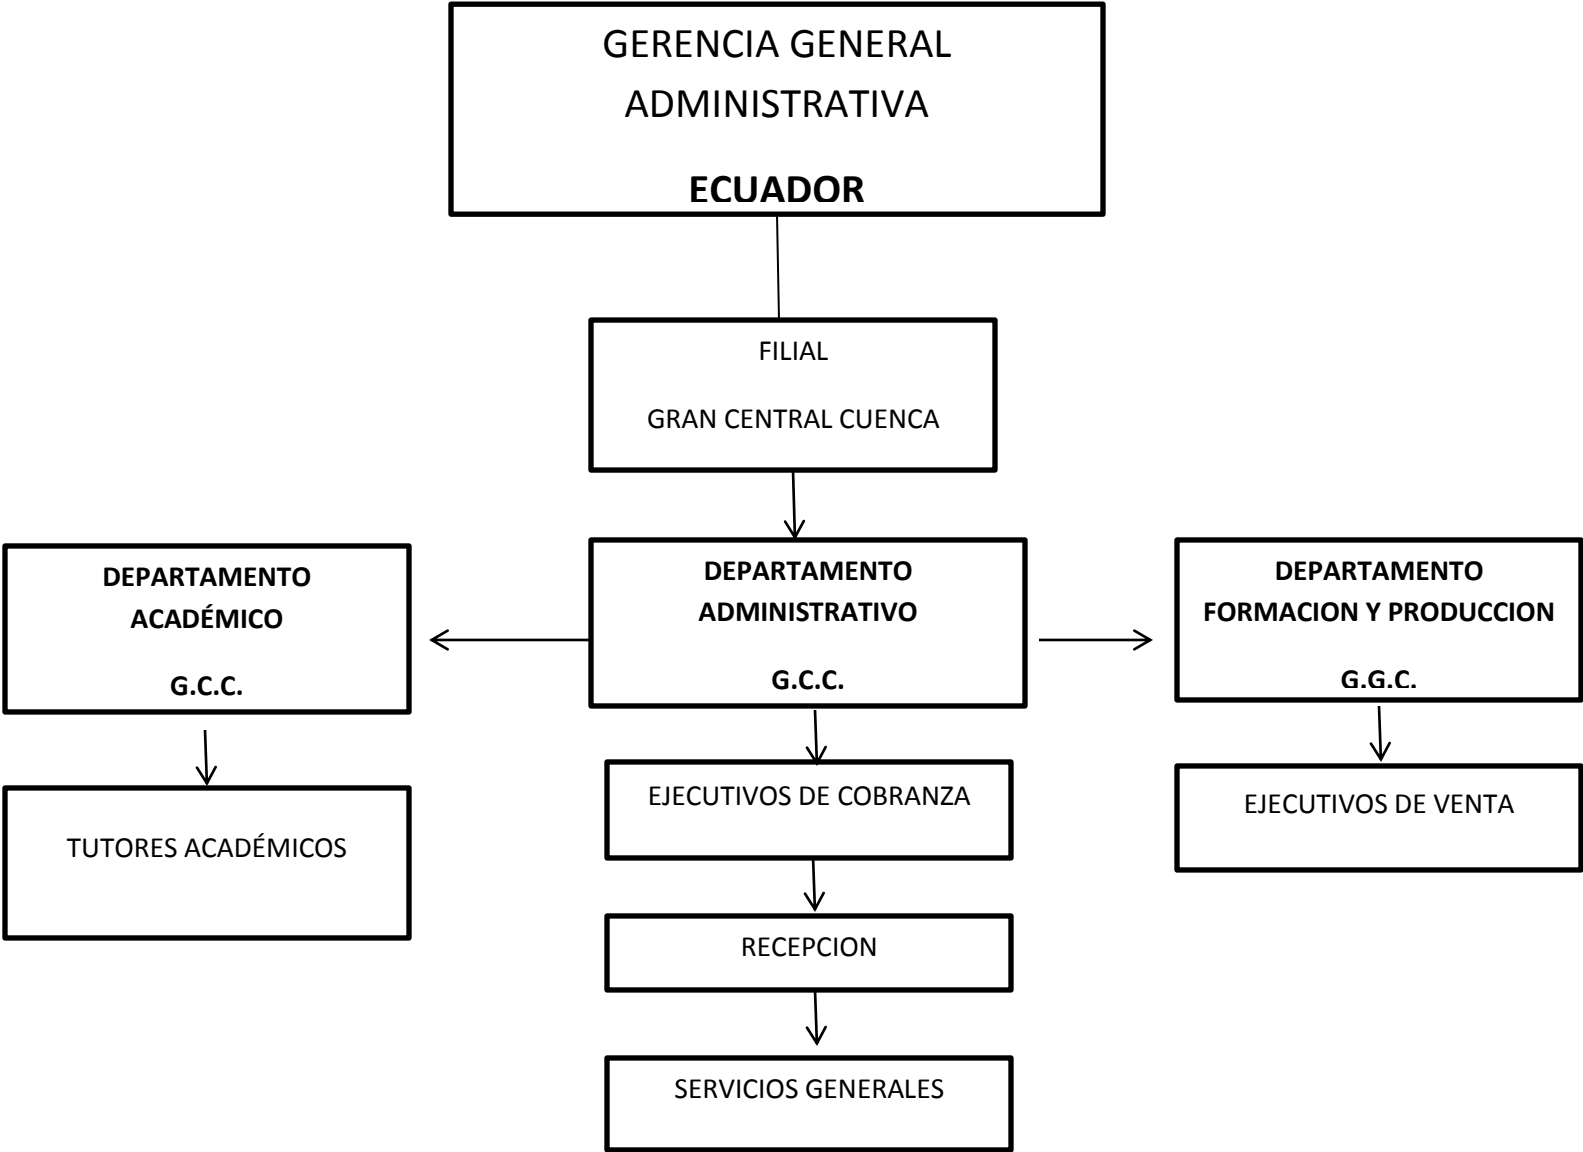 GERENCIA GENERAL
ADMINISTRATIVA
ECUADOR
FILIAL
GRAN CENTRAL CUENCA
DEPARTAMENTO
ACADÉMICO
G.C.C.
DEPARTAMENTO
ADMINISTRATIVO
G.C.C.
DEPARTAMENTO
FORMACION Y PRODUCCION
G.G.C.
TUTORES ACADÉMICOS
EJECUTIVOS DE COBRANZA
EJECUTIVOS DE VENTA
RECEPCION
SERVICIOS GENERALES